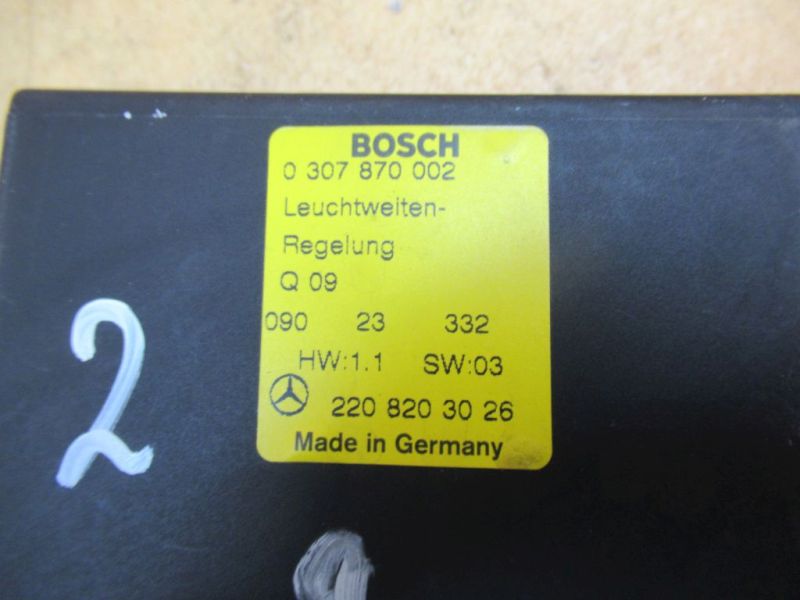 BOSCH
0 307 870 002
Leuchtweiten-
Regelung
Q 09
090 23 332
HW:1.1 SW:03
220 820 30 26
Made in Germany
2